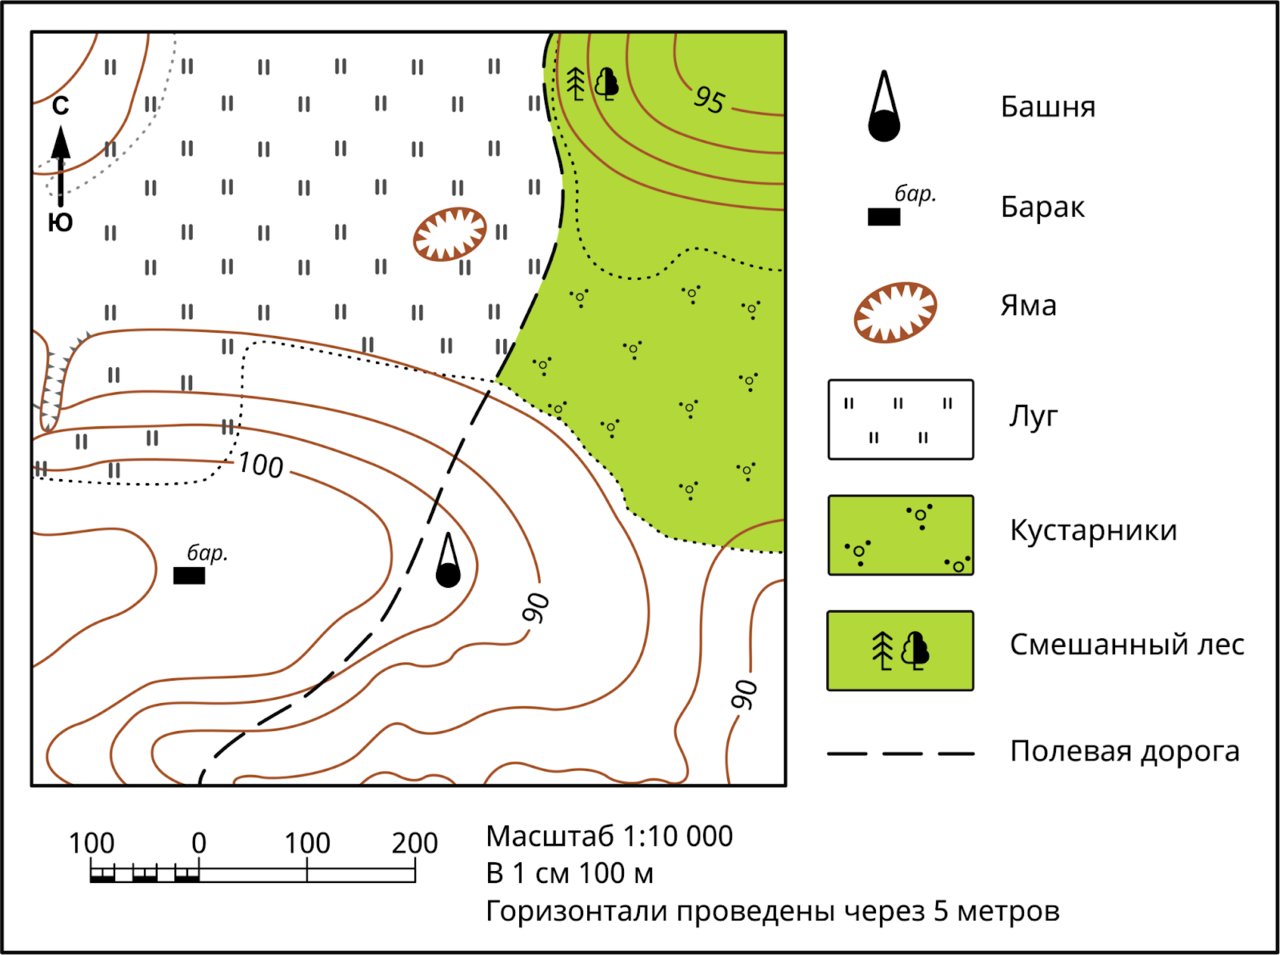 С
Ю
95
100
бар.
90
90
Башня
бар.
Барак
Яма
Луг
Кустарники
Смешанный лес
Полевая дорога
100 0 100 200
Масштаб 1:10 000
В 1 см 100 м
Горизонтали проведены через 5 метров